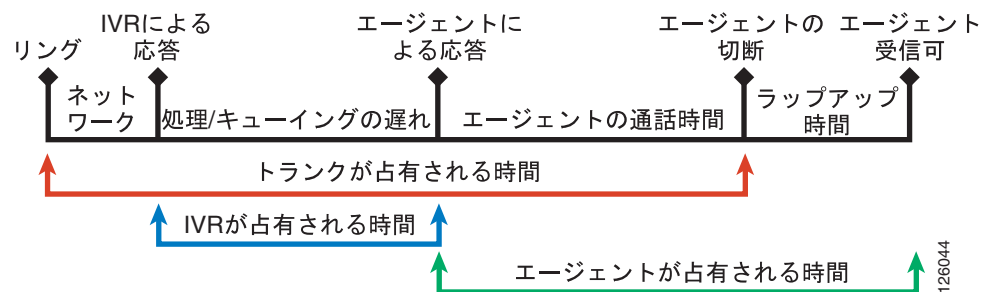 リング
IVRによる
応答
エージェントに
よる応答
エージェントの
切断
エージェント
受信可
ネット
ワーク
処理/キューイングの遅れ
エージェントの通話時間
ラップアップ
時間
トランクが占有される時間
IVRが占有される時間
エージェントが占有される時間
126044